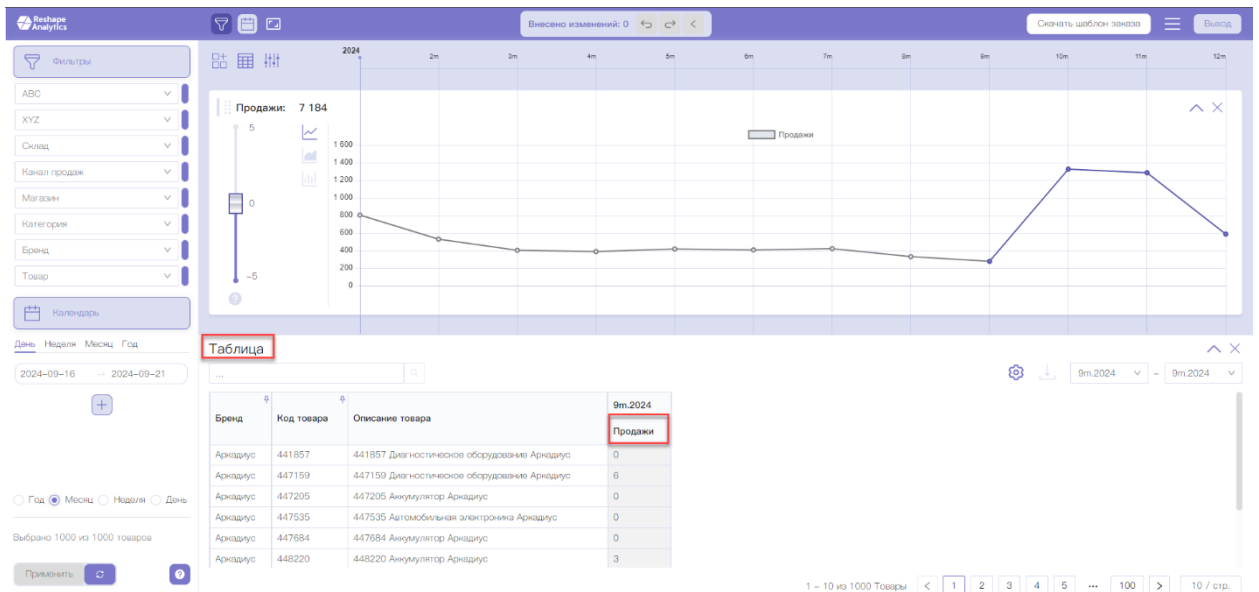 Reshape
Analytics
Внесено изменений: 0
Скачать шаблон заказа
Выход
Фильтры
ABC
XYZ
Склад
Канал продаж
Магазин
Категория
Бренд
Товар
Календарь
День Неделя Месяц Год
2024-09-16 → 2024-09-21
Год Месяц Неделя День
Выбрано 1000 из 1000 товаров
Применить
?
2024 2m 3m 4m 5m 6m 7m 8m 9m 10m 11m 12m
Продажи: 7 184
5
0
-5
?
Продажи
1 600
1 400
1 200
1 000
800
600
400
200
0
Таблица
...
9m.2024 - 9m.2024
Бренд Код товара Описание товара 9m.2024
Продажи
Аркадиус 441857 441857 Диагностическое оборудование Аркадиус 0
Аркадиус 447159 447159 Диагностическое оборудование Аркадиус 6
Аркадиус 447205 447205 Аккумулятор Аркадиус 0
Аркадиус 447535 447535 Автомобильная электроника Аркадиус 0
Аркадиус 447684 447684 Аккумулятор Аркадиус 0
Аркадиус 448220 448220 Аккумулятор Аркадиус 3
1 – 10 из 1000 Товары < 1 2 3 4 5 ••• 100 > 10 / стр.